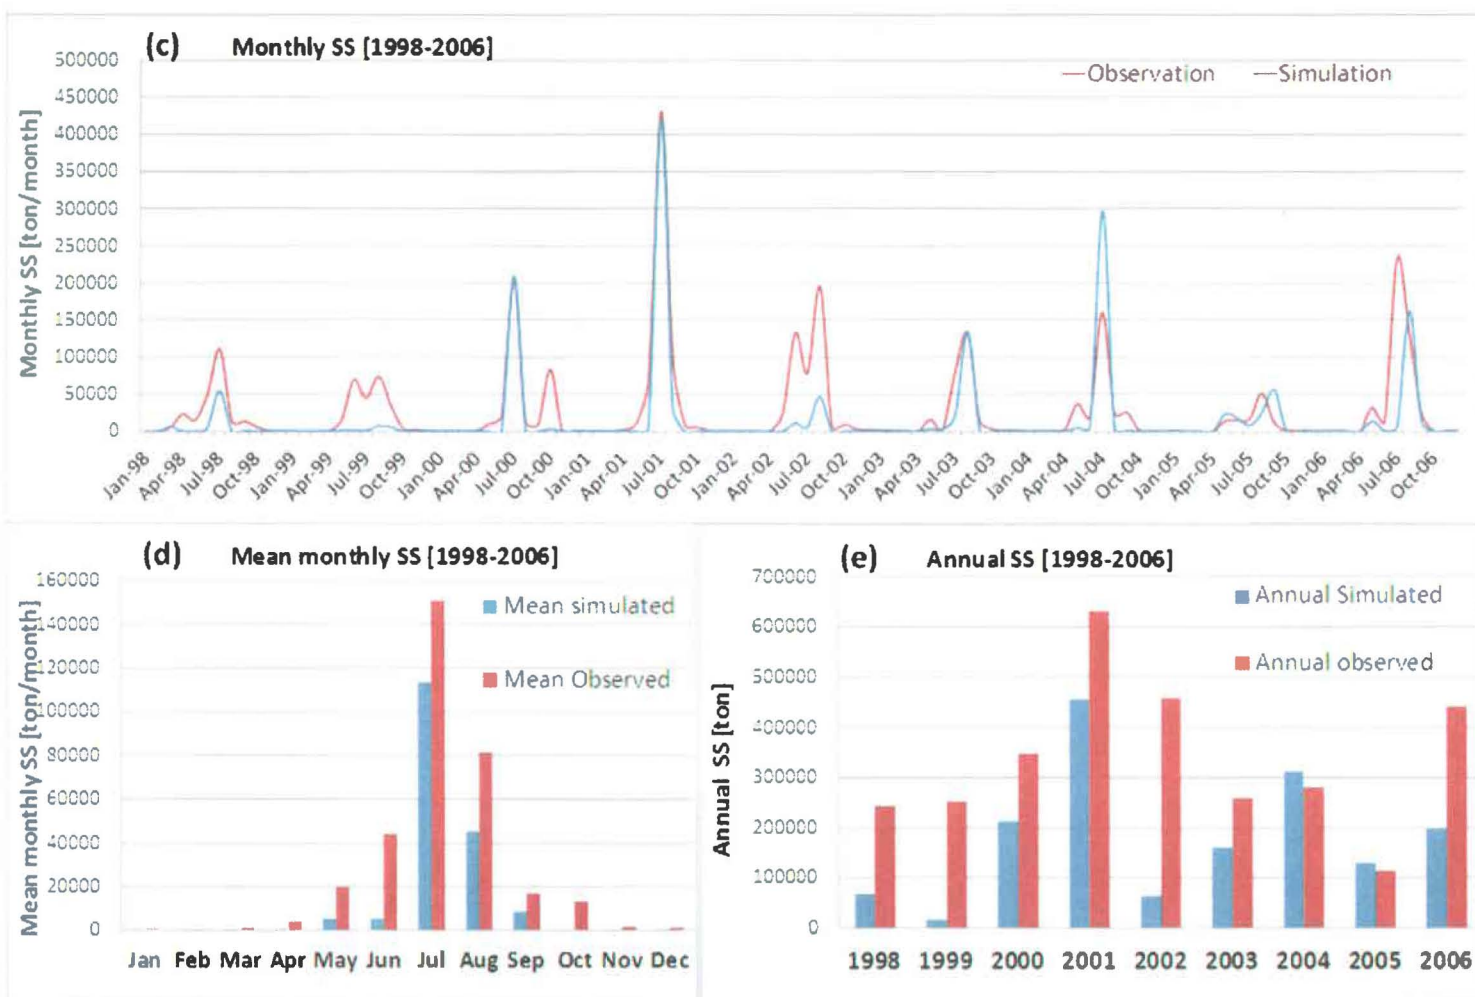 (c) Monthly SS [1998-2006]
Observation Simulation
Monthly SS [ton/month]
500000
450000
400000
350000
300000
250000
200000
150000
100000
50000
0
Jan-98 Apr-98 Jul-98 Oct-98 Jan-99 Apr-99 Jul-99 Oct-99 Jan-00 Apr-00 Jul-00 Oct-00 Jan-01 Apr-01 Jul-01 Oct-01 Jan-02 Apr-02 Jul-02 Oct-02 Jan-03 Apr-03 Jul-03 Oct-03 Jan-04 Apr-04 Jul-04 Oct-04 Jan-05 Apr-05 Jul-05 Oct-05 Jan-06 Apr-06 Jul-06 Oct-06
(d) Mean monthly SS [1998-2006]
Mean monthly SS [ton/month]
160000
140000
120000
100000
80000
60000
40000
20000
0
Mean simulated
Mean Observed
Jan Feb Mar Apr May Jun Jul Aug Sep Oct Nov Dec
(e) Annual SS [1998-2006]
Annual SS [ton]
700000
600000
500000
400000
300000
200000
100000
0
Annual Simulated
Annual observed
1998 1999 2000 2001 2002 2003 2004 2005 2006